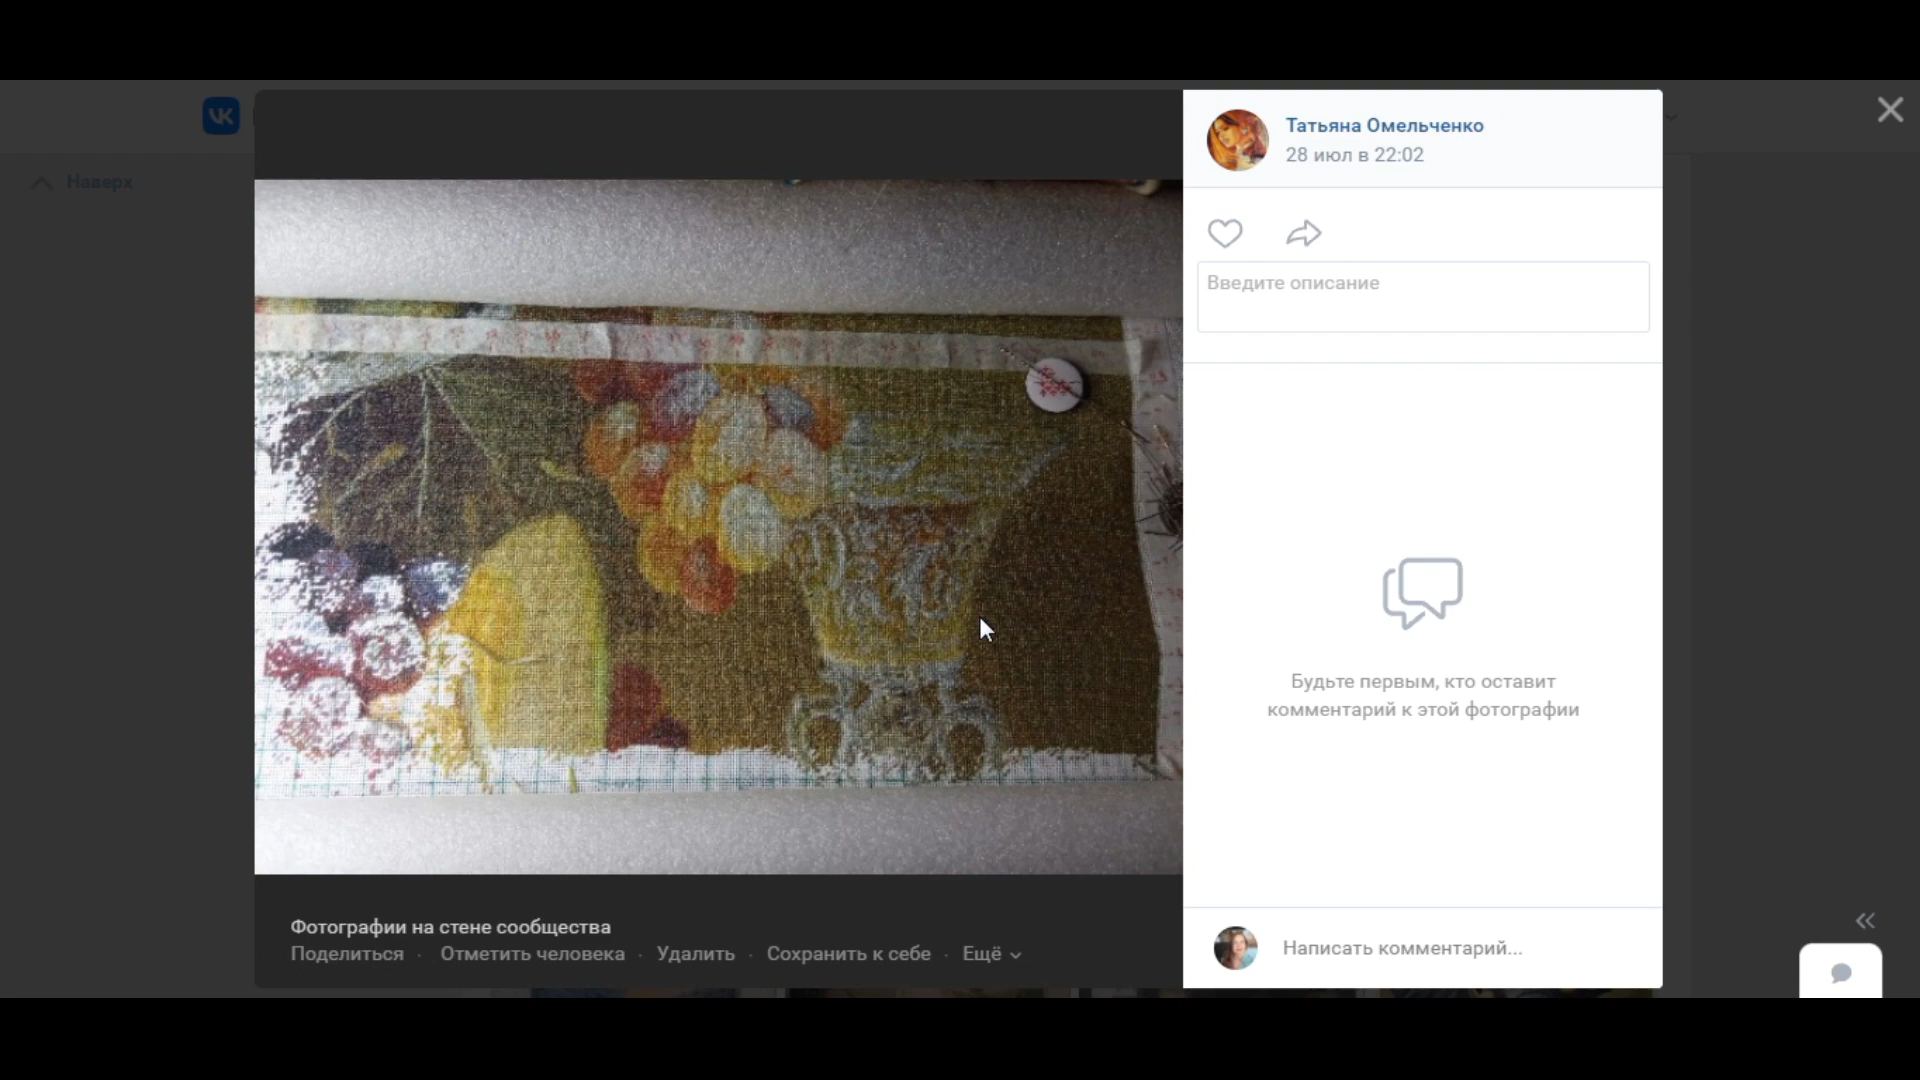 Наверх
Татьяна Омельченко
28 июл в 22:02
Введите описание
Будьте первым, кто оставит
комментарий к этой фотографии
Фотографии на стене сообщества
Поделиться · Отметить человека · Удалить · Сохранить к себе · Ещё
Написать комментарий...